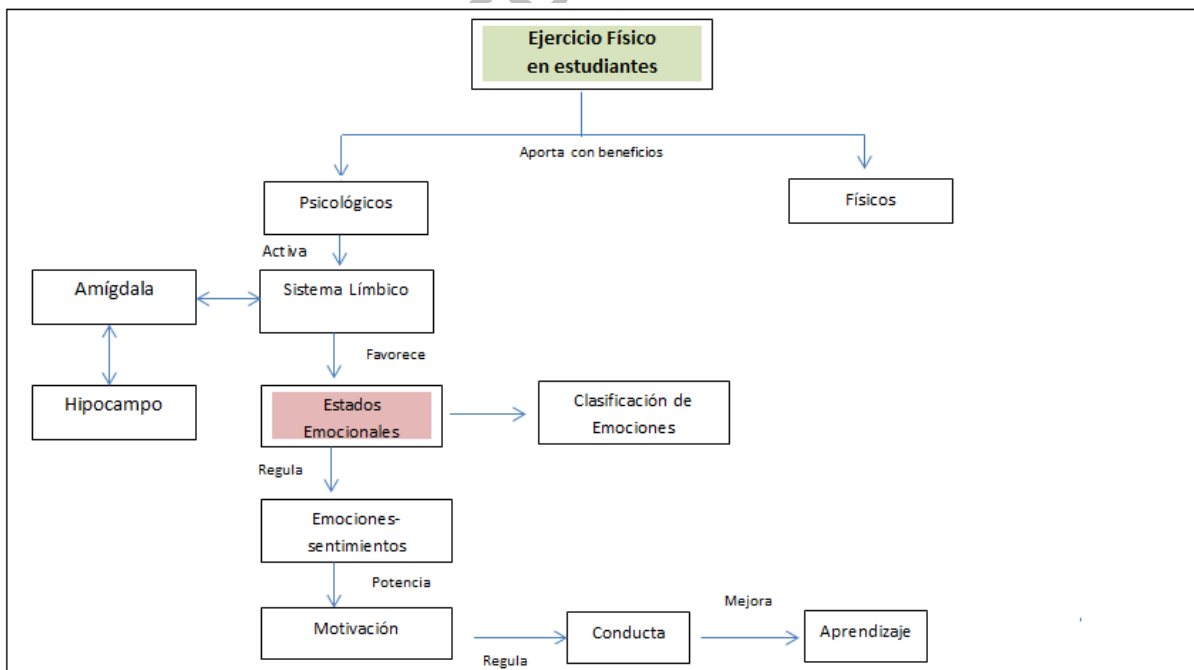 Ejercicio Físico
en estudiantes
Aporta con beneficios
Psicológicos
Físicos
Activa
Amígdala
Sistema Límbico
Favorece
Hipocampo
Estados
Emocionales
Clasificación de
Emociones
Regula
Emociones-
sentimientos
Potencia
Motivación
Regula
Conducta
Mejora
Aprendizaje